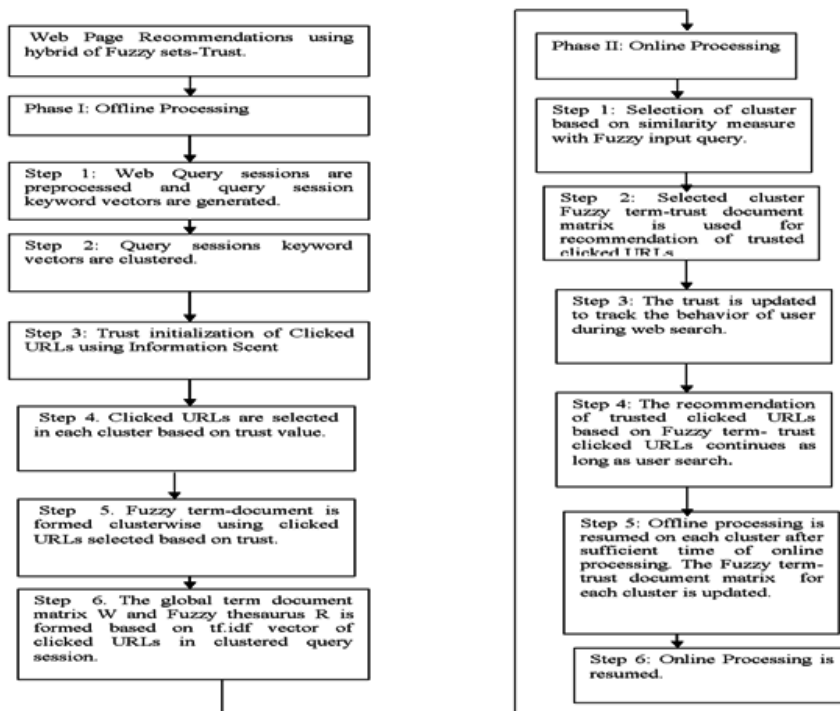 Web Page Recommendations using
hybrid of Fuzzy sets-Trust.
Phase I: Offline Processing
Step 1: Web Query sessions are
preprocessed and query session
keyword vectors are generated.
Step 2: Query sessions keyword
vectors are clustered.
Step 3: Trust initialization of Clicked
URLs using Information Scent
Step 4. Clicked URLs are selected
in each cluster based on trust value.
Step 5. Fuzzy term-document is
formed clusterwise using clicked
URLs selected based on trust.
Step 6. The global term document
matrix W and Fuzzy thesaurus R is
formed based on tf.idf vector of
clicked URLs in clustered query
session.
Phase II: Online Processing
Step 1: Selection of cluster
based on similarity measure
with Fuzzy input query.
Step 2: Selected cluster
Fuzzy term-trust document
matrix is used for
recommendation of trusted
clicked URLs
Step 3: The trust is updated
to track the behavior of user
during web search.
Step 4: The recommendation
of trusted clicked URLs
based on Fuzzy term- trust
clicked URLs continues as
long as user search.
Step 5: Offline processing is
resumed on each cluster after
sufficient time of online
processing. The Fuzzy term-
trust document matrix for
each cluster is updated.
Step 6: Online Processing is
resumed.